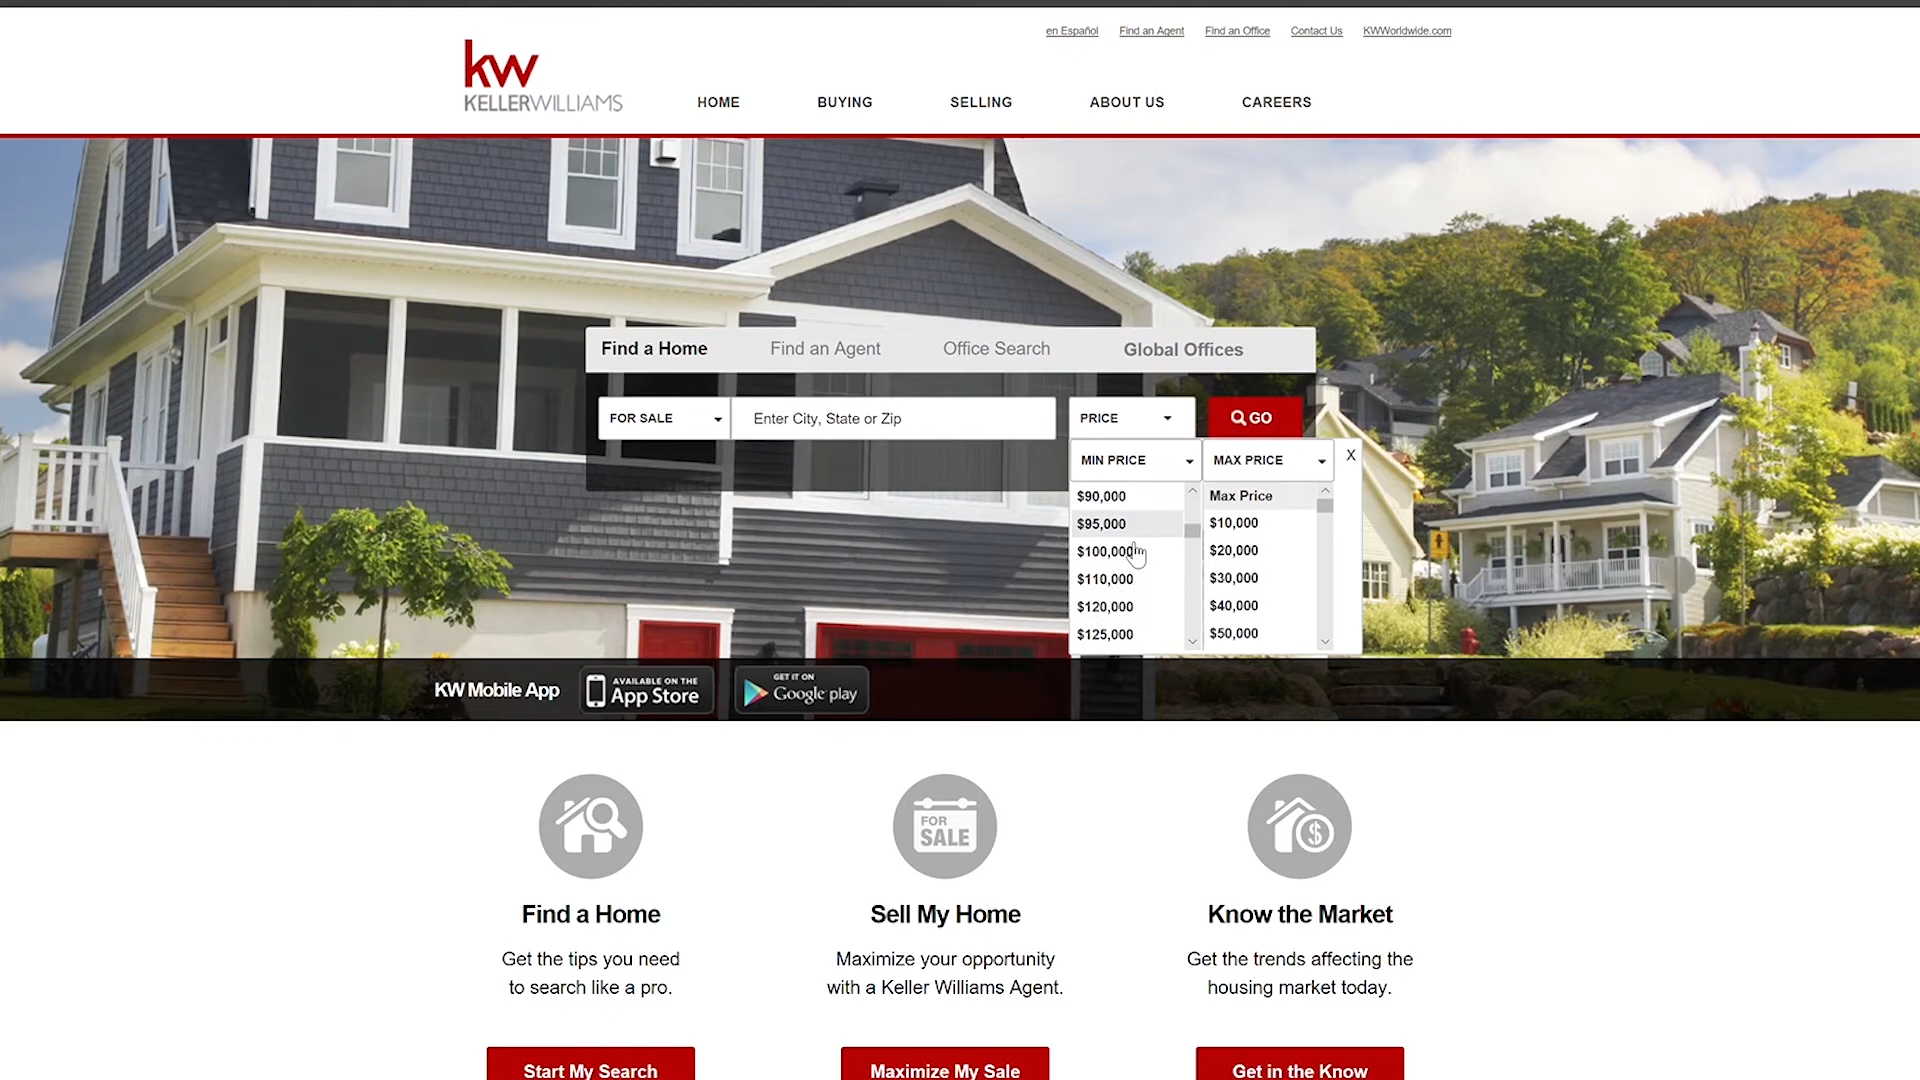 en Español Find an Agent Find an Office Contact Us KWWorldwide.com
kw
KELLERWILLIAMS
HOME BUYING SELLING ABOUT US CAREERS
Find a Home Find an Agent Office Search Global Offices
FOR SALE Enter City, State or Zip PRICE GO
MIN PRICE MAX PRICE X
$90,000 Max Price
$95,000 $10,000
$100,000 $20,000
$110,000 $30,000
$120,000 $40,000
$125,000 $50,000
KW Mobile App
AVAILABLE ON THE
App Store
GET IT ON
Google play
FOR
SALE
$
Find a Home
Get the tips you need
to search like a pro.
Start My Search
Sell My Home
Maximize your opportunity
with a Keller Williams Agent.
Maximize My Sale
Know the Market
Get the trends affecting the
housing market today.
Get in the Know